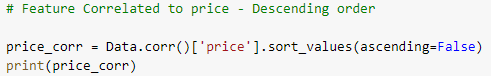 # Feature Correlated to price - Descending order
price_corr = Data.corr()['price'].sort_values(ascending=False)
print(price_corr)